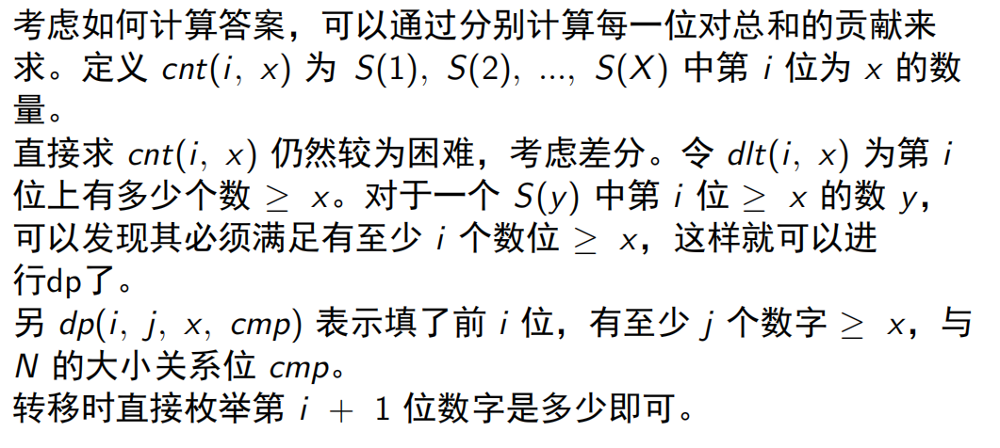 考虑如何计算答案，可以通过分别计算每一位对总和的贡献来
求。定义 cnt(i, x) 为 S(1), S(2), ..., S(X) 中第 i 位为 x 的数
量。
直接求 cnt(i, x) 仍然较为困难，考虑差分。令 dlt(i, x) 为第 i
位上有多少个数 ≥ x。对于一个 S(y) 中第 i 位 ≥ x 的数 y，
可以发现其必须满足有至少 i 个数位 ≥ x，这样就可以进
行dp了。
另 dp(i, j, x, cmp) 表示填了前 i 位，有至少 j 个数字 ≥ x，与
N 的大小关系位 cmp。
转移时直接枚举第 i + 1 位数字是多少即可。